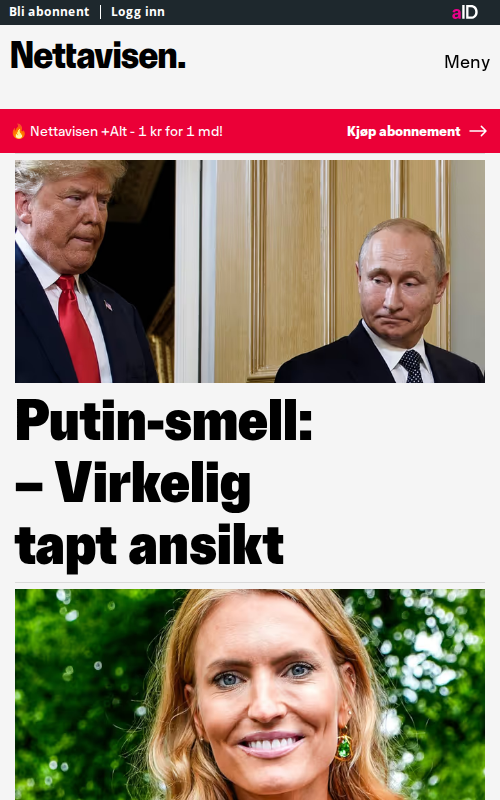 Bli abonnent | Logg inn
aID
Nettavisen.
Meny
🔥 Nettavisen +Alt - 1 kr for 1 md!
Kjøp abonnement →
Putin-smell:
– Virkelig
tapt ansikt